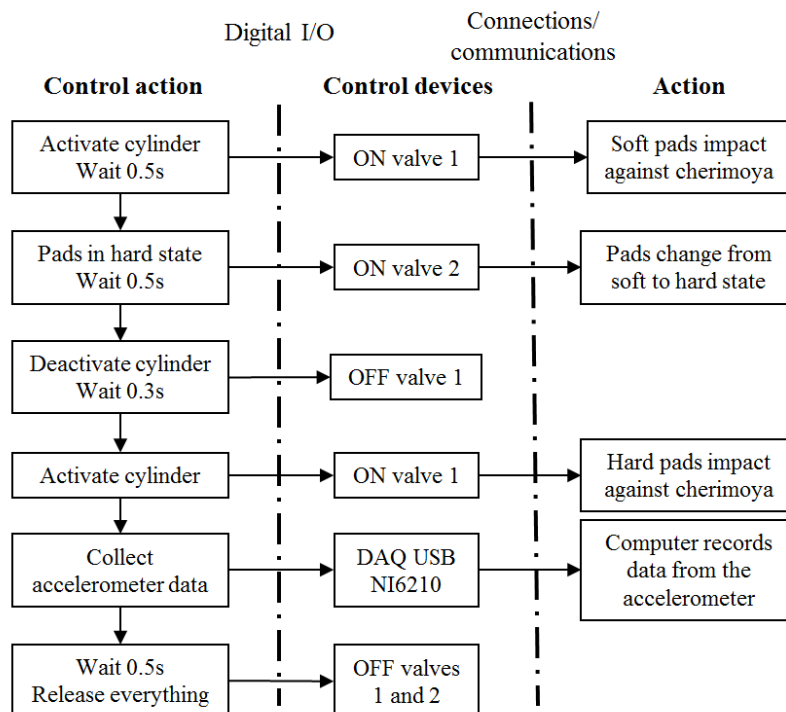 Digital I/O
Connections/
communications
Control action
Control devices
Action
Activate cylinder
Wait 0.5s
ON valve 1
Soft pads impact
against cherimoya
Pads in hard state
Wait 0.5s
ON valve 2
Pads change from
soft to hard state
Deactivate cylinder
Wait 0.3s
OFF valve 1
Activate cylinder
ON valve 1
Hard pads impact
against cherimoya
Collect
accelerometer data
DAQ USB
NI6210
Computer records
data from the
accelerometer
Wait 0.5s
Release everything
OFF valves
1 and 2